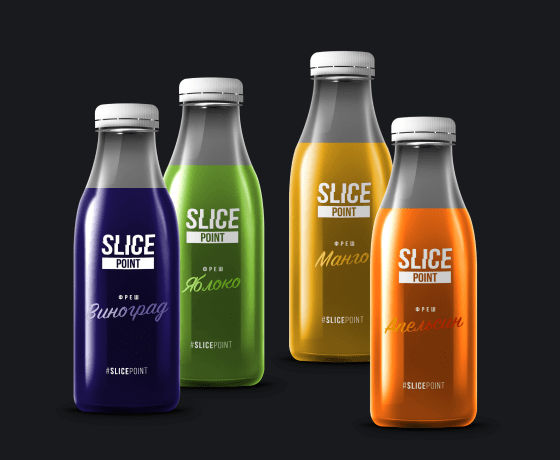 SLICE
POINT
ФРЕШ
Виноград
#SLICEPOINT
SLICE
POINT
ФРЕШ
Яблоко
#SLICEPOINT
SLICE
POINT
ФРЕШ
Манго
#SLICEPOINT
SLICE
POINT
ФРЕШ
Апельсин
#SLICEPOINT